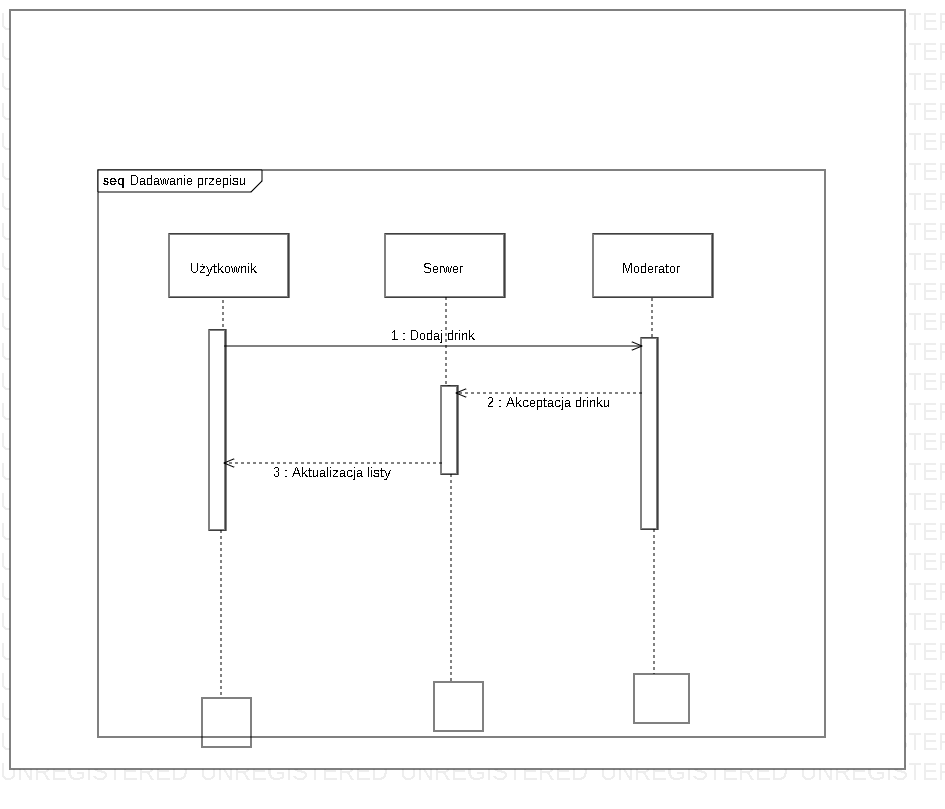 seq Dadawanie przepisu
Użytkownik
Serwer
Moderator
1 : Dodaj drink
2 : Akceptacja drinku
3 : Aktualizacja listy
UNREGISTERED UNREGISTERED UNREGISTERED UNREGISTERED UNREGISTERED